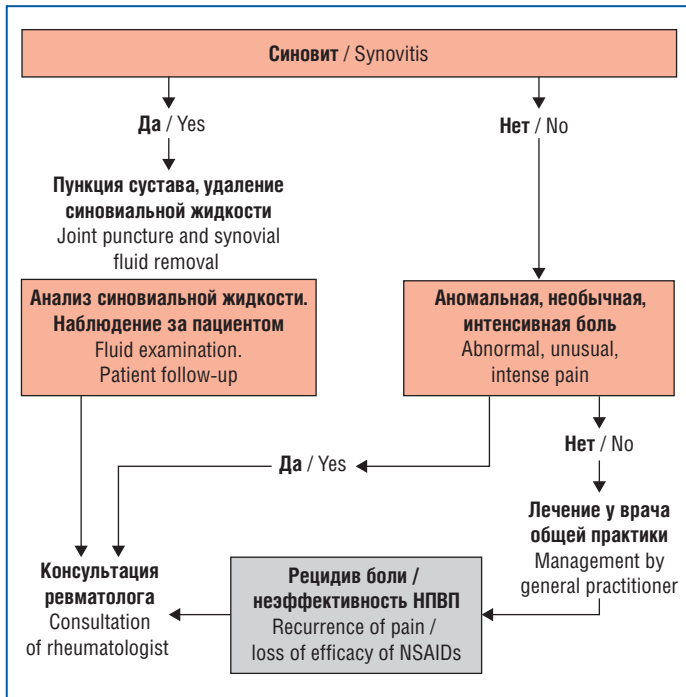 Синовит / Synovitis
Да / Yes
Нет / No
Пункция сустава, удаление
синовиальной жидкости
Joint puncture and synovial
fluid removal
Анализ синовиальной жидкости.
Наблюдение за пациентом
Fluid examination.
Patient follow-up
Аномальная, необычная,
интенсивная боль
Abnormal, unusual,
intense pain
Да / Yes
Нет / No
Лечение у врача
общей практики
Management by
general practitioner
Консультация
ревматолога
Consultation
of rheumatologist
Рецидив боли /
неэффективность НПВП
Recurrence of pain /
loss of efficacy of NSAIDs